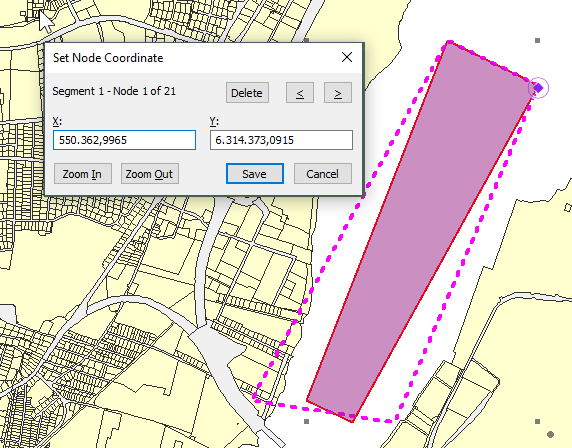 Set Node Coordinate
Segment 1 - Node 1 of 21
Delete
<
>
X:
Y:
550.362,9965
6.314.373,0915
Zoom In
Zoom Out
Save
Cancel